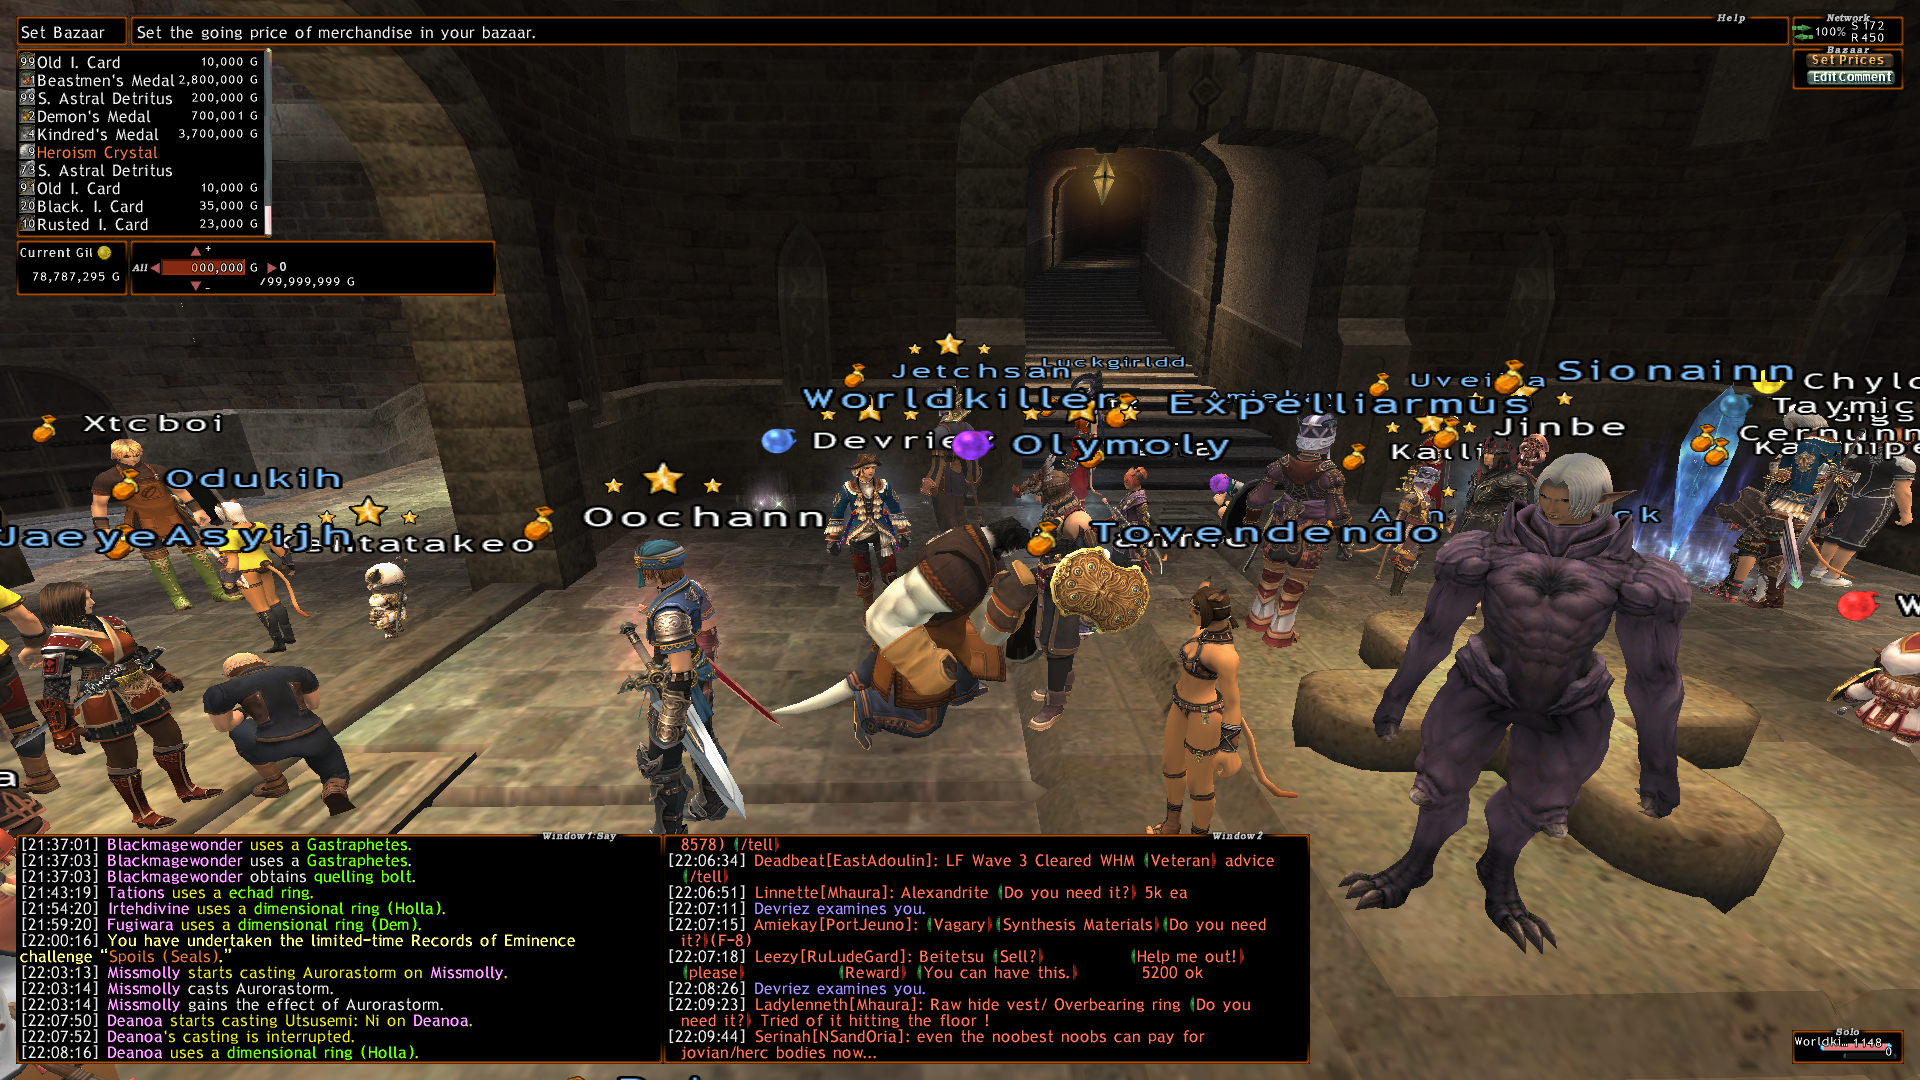 Set Bazaar
Set the going price of merchandise in your bazaar.
Help
Network
100% S 172
R 450
Bazaar
Set Prices
Edit Comment
99 Old I. Card 10,000 G
Beastmen's Medal 2,800,000 G
99 S. Astral Detritus 200,000 G
2 Demon's Medal 700,001 G
4 Kindred's Medal 3,700,000 G
9 Heroism Crystal
73 S. Astral Detritus
91 Old I. Card 10,000 G
20 Black. I. Card 35,000 G
10 Rusted I. Card 23,000 G
Current Gil
78,787,295 G
+
All 000,000 G 0
-
/99,999,999 G
Luckgirldd
Jetchsan
Sionainn
Worldkiller
Expelliarmus
Xtcboi
Jinbe
Olymoly
Odukih
Oochann
Tovendendo
JaeyeAsyijh
Window1:Say
[21:37:01] Blackmagewonder uses a Gastraphetes.
[21:37:03] Blackmagewonder uses a Gastraphetes.
[21:37:03] Blackmagewonder obtains quelling bolt.
[21:43:19] Tations uses a echad ring.
[21:54:20] Irtehdivine uses a dimensional ring (Holla).
[21:59:20] Fugiwara uses a dimensional ring (Dem).
[22:00:16] You have undertaken the limited-time Records of Eminence
challenge "Spoils (Seals)."
[22:03:13] Missmolly starts casting Aurorastorm on Missmolly.
[22:03:14] Missmolly casts Aurorastorm.
[22:03:14] Missmolly gains the effect of Aurorastorm.
[22:07:50] Deanoa starts casting Utsusemi: Ni on Deanoa.
[22:07:52] Deanoa's casting is interrupted.
[22:08:16] Deanoa uses a dimensional ring (Holla).
Window2
8578) (/tell)
[22:06:34] Deadbeat[EastAdoulin]: LF Wave 3 Cleared WHM (Veteran) advice
(/tell)
[22:06:51] Linnette[Mhaura]: Alexandrite (Do you need it?) 5k ea
[22:07:11] Devriez examines you.
[22:07:15] Amiekay[PortJeuno]: (Vagary) (Synthesis Materials) (Do you need
it?) (F-8)
[22:07:18] Leezy[RuLudeGard]: Beitetsu (Sell?) (Help me out!)
(please) (Reward) (You can have this.) 5200 ok
[22:08:26] Devriez examines you.
[22:09:23] Ladylenneth[Mhaura]: Raw hide vest/ Overbearing ring (Do you
need it?) Tried of it hitting the floor !
[22:09:44] Serinah[NSandOria]: even the noobest noobs can pay for
jovian/herc bodies now...
Solo
Worldki... 1148
0